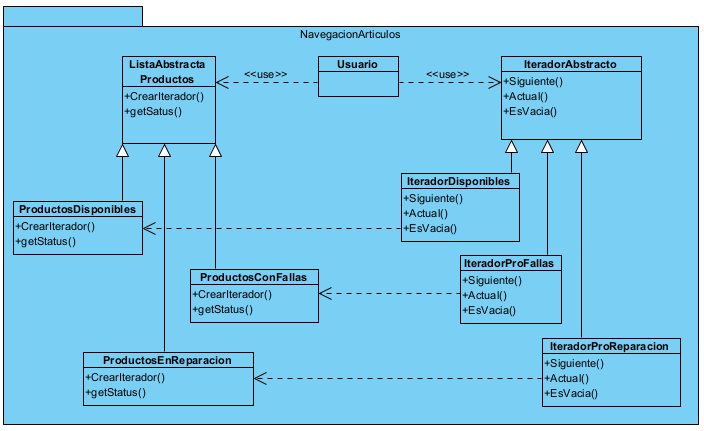 NavegacionArticulos
ListaAbstracta
Productos
+CrearIterador()
+getSatus()
<<use>>
Usuario
<<use>>
IteradorAbstracto
+Siguiente()
+Actual()
+EsVacia()
ProductosDisponibles
+CrearIterador()
+getStatus()
IteradorDisponibles
+Siguiente()
+Actual()
+EsVacia()
ProductosConFallas
+CrearIterador()
+getStatus()
IteradorProFallas
+Siguiente()
+Actual()
+EsVacia()
ProductosEnReparacion
+CrearIterador()
+getStatus()
IteradorProReparacion
+Siguiente()
+Actual()
+EsVacia()